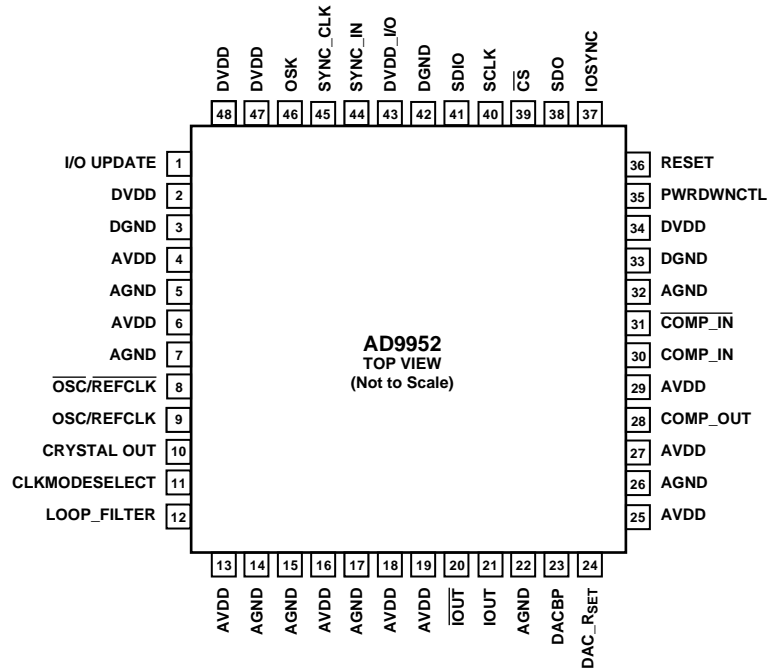 DVDD
DVDD
OSK
SYNC_CLK
SYNC_IN
DVDD_I/O
DGND
SDIO
SCLK
C̅S̅
SDO
IOSYNC
48 47 46 45 44 43 42 41 40 39 38 37
I/O UPDATE 1
DVDD 2
DGND 3
AVDD 4
AGND 5
AVDD 6
AGND 7
O̅S̅C̅/R̅E̅F̅C̅L̅K̅ 8
OSC/REFCLK 9
CRYSTAL OUT 10
CLKMODESELECT 11
LOOP_FILTER 12
AD9952
TOP VIEW
(Not to Scale)
36 RESET
35 PWRDWNCTL
34 DVDD
33 DGND
32 AGND
31 C̅O̅M̅P̅_̅I̅N̅
30 COMP_IN
29 AVDD
28 COMP_OUT
27 AVDD
26 AGND
25 AVDD
13 14 15 16 17 18 19 20 21 22 23 24
AVDD
AGND
AGND
AVDD
AGND
AVDD
AVDD
I̅O̅U̅T̅
IOUT
AGND
DACBP
DAC_RSET